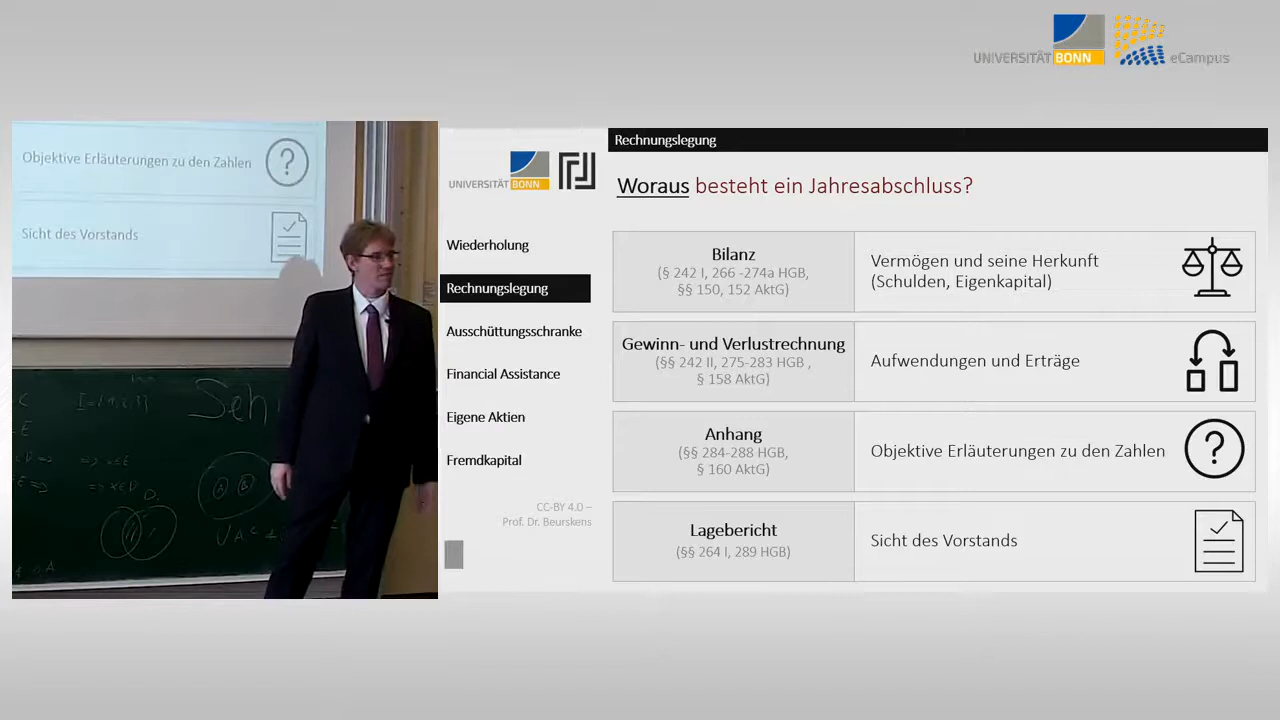 UNIVERSITÄT BONN
eCampus
Objektive Erläuterungen zu den Zahlen
?
Sicht des Vorstands
Seh
UNIVERSITÄT BONN
Wiederholung
Rechnungslegung
Ausschüttungsschranke
Financial Assistance
Eigene Aktien
Fremdkapital
CC-BY 4.0 –
Prof. Dr. Beurskens
Rechnungslegung
Woraus besteht ein Jahresabschluss?
Bilanz
(§ 242 I, 266 -274a HGB,
§§ 150, 152 AktG)
Vermögen und seine Herkunft
(Schulden, Eigenkapital)
Gewinn- und Verlustrechnung
(§§ 242 II, 275-283 HGB ,
§ 158 AktG)
Aufwendungen und Erträge
Anhang
(§§ 284-288 HGB,
§ 160 AktG)
Objektive Erläuterungen zu den Zahlen
?
Lagebericht
(§§ 264 I, 289 HGB)
Sicht des Vorstands